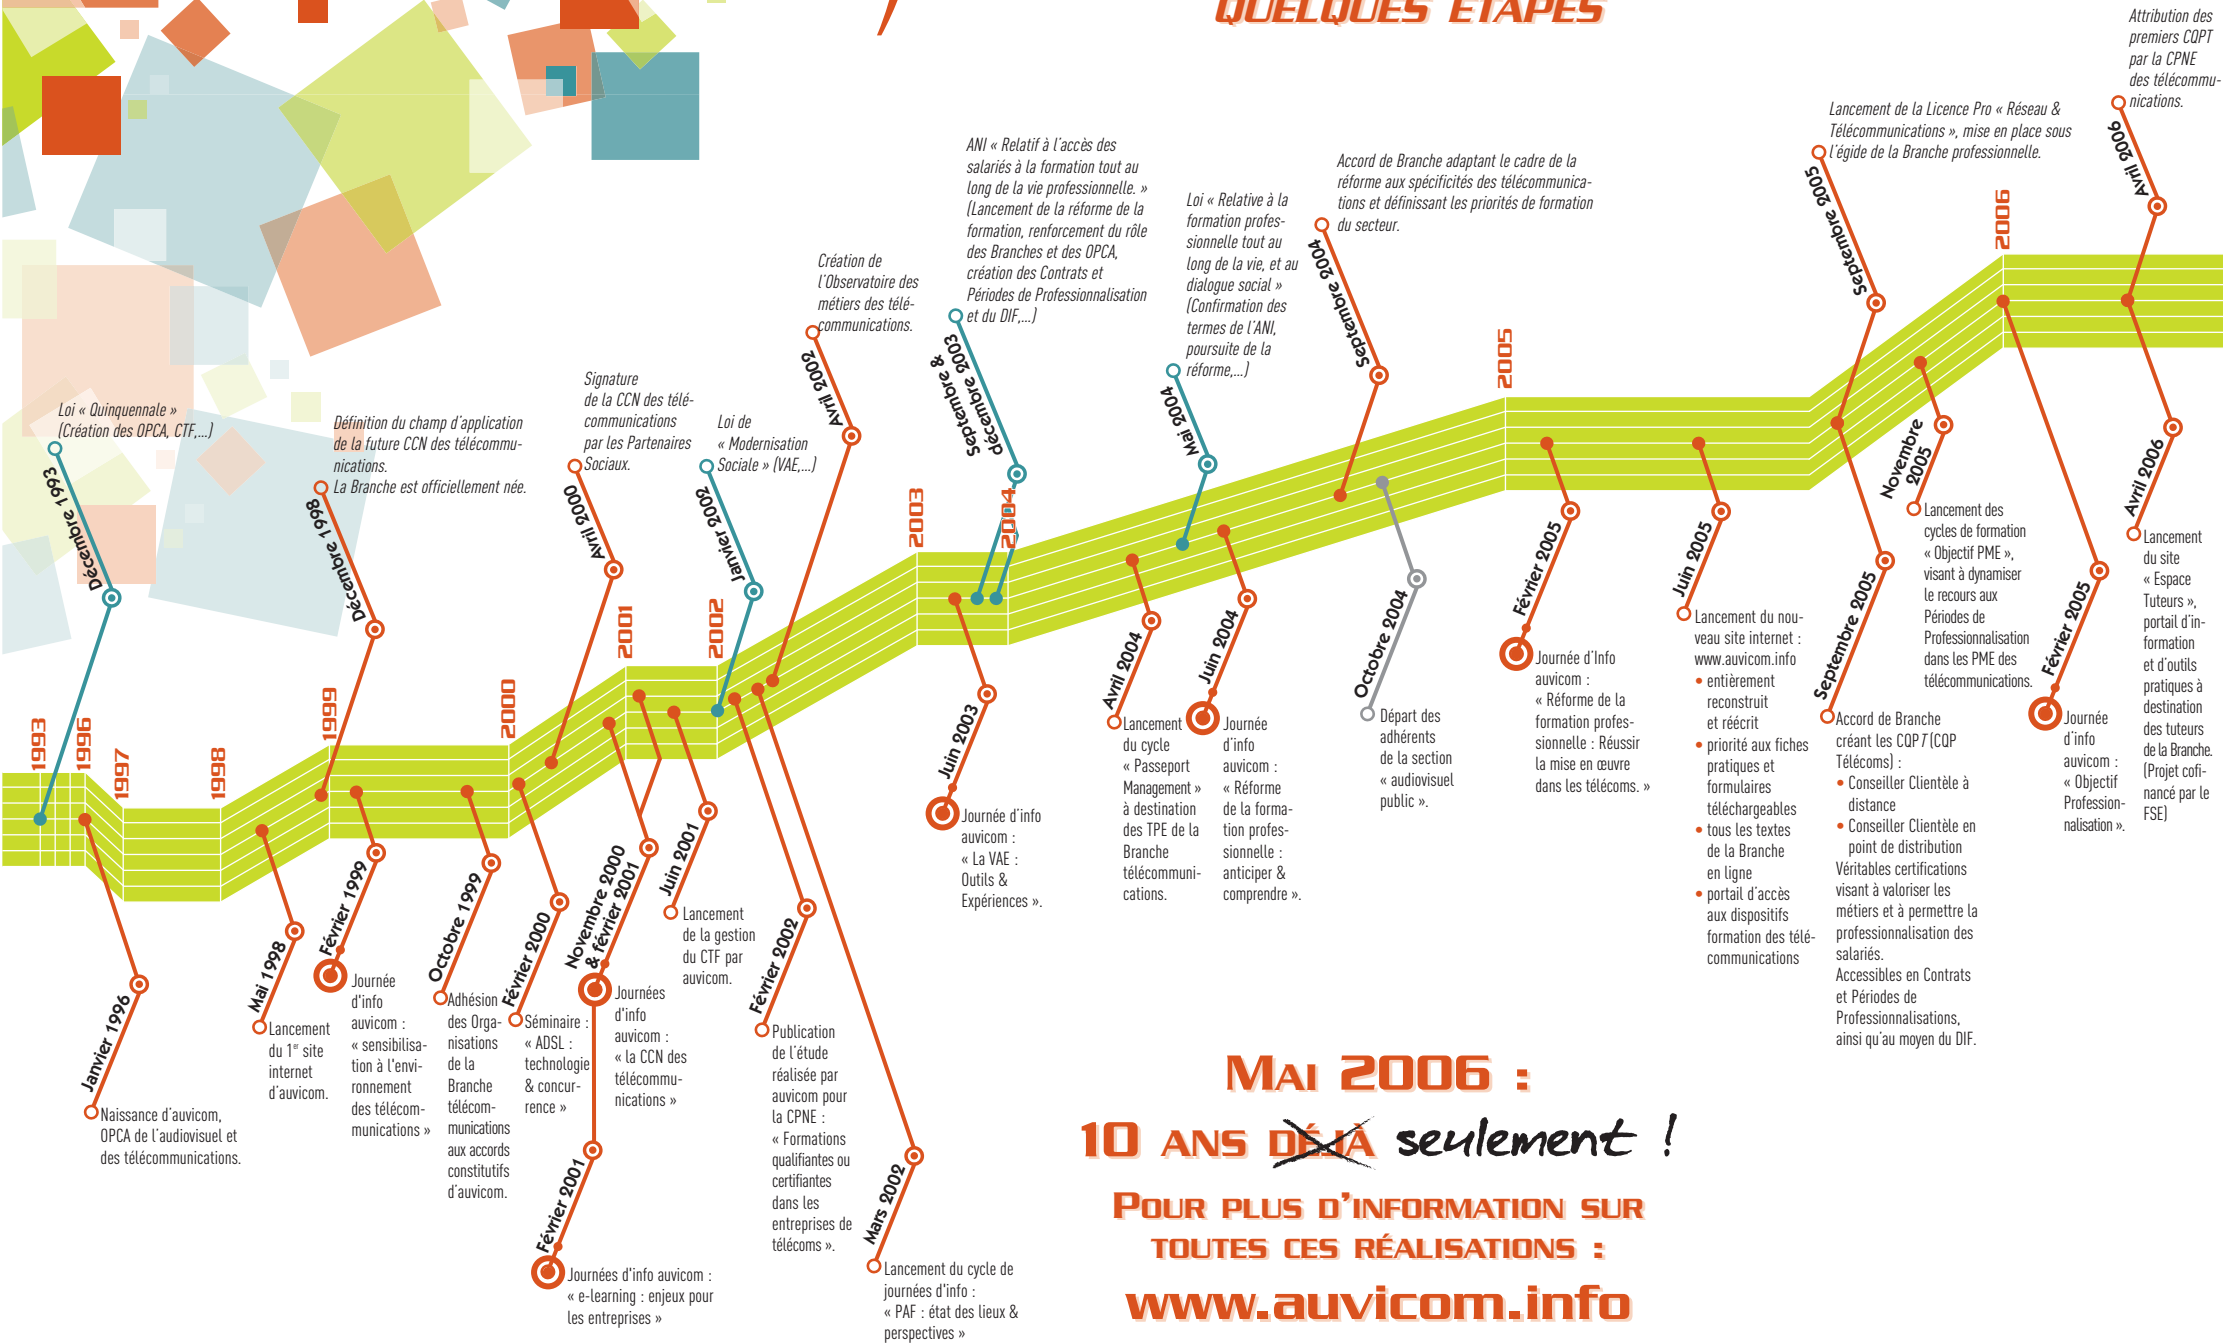 QUELQUES ÉTAPES
1993
1996
1997
1998
1999
2000
2001
2002
2003
2004
2005
2006
Décembre 1993
Loi « Quinquennale »
(Création des OPCA, CTF,...)
Décembre 1998
Définition du champ d'application
de la future CCN des télécommu-
nications.
La Branche est officiellement née.
Avril 2000
Signature
de la CCN des télé-
communications
par les Partenaires
Sociaux.
Janvier 2002
Loi de
« Modernisation
Sociale » (VAE,...)
Avril 2002
Création de
l'Observatoire des
métiers des télé-
communications.
Septembre &
décembre 2003
ANI « Relatif à l'accès des
salariés à la formation tout au
long de la vie professionnelle. »
(Lancement de la réforme de la
formation, renforcement du rôle
des Branches et des OPCA,
création des Contrats et
Périodes de Professionnalisation
et du DIF,...)
Mai 2004
Loi « Relative à la
formation profes-
sionnelle tout au
long de la vie, et au
dialogue social »
(Confirmation des
termes de l'ANI,
poursuite de la
réforme,...)
Septembre 2004
Accord de Branche adaptant le cadre de la
réforme aux spécificités des télécommunica-
tions et définissant les priorités de formation
du secteur.
Septembre 2005
Lancement de la Licence Pro « Réseau &
Télécommunications », mise en place sous
l'égide de la Branche professionnelle.
Avril 2006
Attribution des
premiers CQPT
par la CPNE
des télécommu-
nications.
Janvier 1996
Naissance d'auvicom,
OPCA de l'audiovisuel et
des télécommunications.
Mai 1998
Lancement
du 1er site
internet
d'auvicom.
Février 1999
Journée
d'info
auvicom :
« sensibilisa-
tion à l'envi-
ronnement
des télécom-
munications »
Octobre 1999
Adhésion
des Orga-
nisations
de la
Branche
télécom-
munications
aux accords
constitutifs
d'auvicom.
Février 2000
Séminaire :
« ADSL :
technologie
& concur-
rence »
Novembre 2000
& février 2001
Journées
d'info
auvicom :
« la CCN des
télécommu-
nications »
Février 2001
Journées d'info auvicom :
« e-learning : enjeux pour
les entreprises »
Juin 2001
Lancement
de la gestion
du CTF par
auvicom.
Février 2002
Publication
de l'étude
réalisée par
auvicom pour
la CPNE :
« Formations
qualifiantes ou
certifiantes
dans les
entreprises de
télécoms ».
Mars 2002
Lancement du cycle de
journées d'info :
« PAF : état des lieux &
perspectives »
Juin 2003
Journée d'info
auvicom :
« La VAE :
Outils &
Expériences ».
Avril 2004
Lancement
du cycle
« Passeport
Management »
à destination
des TPE de la
Branche
télécommuni-
cations.
Juin 2004
Journée
d'info
auvicom :
« Réforme
de la forma-
tion profes-
sionnelle :
anticiper &
comprendre ».
Octobre 2004
Départ des
adhérents
de la section
« audiovisuel
public ».
Février 2005
Journée d'Info
auvicom :
« Réforme de la
formation profes-
sionnelle : Réussir
la mise en œuvre
dans les télécoms. »
Juin 2005
Lancement du nou-
veau site internet :
www.auvicom.info
• entièrement
reconstruit
et réécrit
• priorité aux fiches
pratiques et
formulaires
téléchargeables
• tous les textes
de la Branche
en ligne
• portail d'accès
aux dispositifs
formation des télé-
communications
Septembre 2005
Accord de Branche
créant les CQPT (CQP
Télécoms) :
• Conseiller Clientèle à
distance
• Conseiller Clientèle en
point de distribution
Véritables certifications
visant à valoriser les
métiers et à permettre la
professionnalisation des
salariés.
Accessibles en Contrats
et Périodes de
Professionnalisations,
ainsi qu'au moyen du DIF.
Novembre
2005
Lancement des
cycles de formation
« Objectif PME »,
visant à dynamiser
le recours aux
Périodes de
Professionnalisation
dans les PME des
télécommunications.
Février 2005
Journée
d'info
auvicom :
« Objectif
Profession-
nalisation ».
Avril 2006
Lancement
du site
« Espace
Tuteurs »,
portail d'in-
formation
et d'outils
pratiques à
destination
des tuteurs
de la Branche.
(Projet cofi-
nancé par le
FSE)
MAI 2006 :
10 ANS DÉJÀ seulement !
POUR PLUS D'INFORMATION SUR
TOUTES CES RÉALISATIONS :
www.auvicom.info